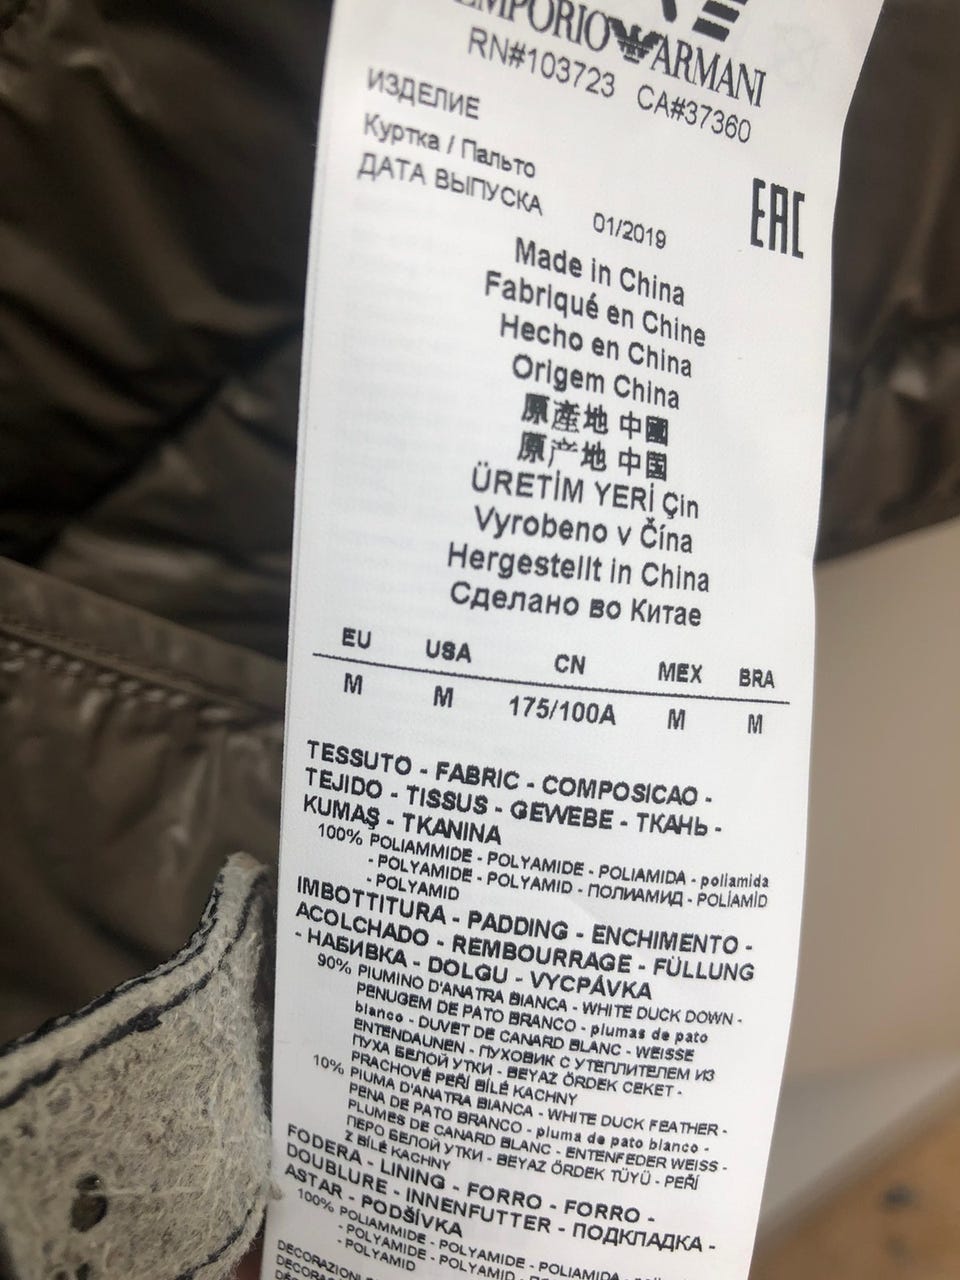 EMPORIO ARMANI
RN#103723 CA#37360
ИЗДЕЛИЕ
Куртка / Пальто
ДАТА ВЫПУСКА
01/2019
EAC
Made in China
Fabriqué en Chine
Hecho en China
Origem China
原產地 中國
原产地 中国
ÜRETİM YERİ Çin
Vyrobeno v Čína
Hergestellt in China
Сделано во Китае
EU USA CN MEX BRA
M M 175/100A M M
TESSUTO - FABRIC - COMPOSICAO -
TEJIDO - TISSUS - GEWEBE - ТКАНЬ -
KUMAŞ - TKANINA
100% POLIAMMIDE - POLYAMIDE - POLIAMIDA - poliamida
- POLYAMIDE - POLYAMID - ПОЛИАМИД - POLİAMİD
- POLYAMID
IMBOTTITURA - PADDING - ENCHIMENTO -
ACOLCHADO - REMBOURRAGE - FÜLLUNG
- НАБИВКА - DOLGU - VYCPÁVKA
90% PIUMINO D'ANATRA BIANCA - WHITE DUCK DOWN -
PENUGEM DE PATO BRANCO - plumas de pato
blanco - DUVET DE CANARD BLANC - WEISSE
ENTENDAUNEN - ПУХОВИК С УТЕПЛИТЕЛЕМ ИЗ
ПУХА БЕЛОЙ УТКИ - BEYAZ ÖRDEK CEKET -
PRACHOVÉ PEŘÍ BÍLÉ KACHNY
10% PIUMA D'ANATRA BIANCA - WHITE DUCK FEATHER -
PENA DE PATO BRANCO - pluma de pato blanco -
PLUMES DE CANARD BLANC - ENTENFEDER WEISS -
ПЕРО БЕЛОЙ УТКИ - BEYAZ ÖRDEK TÜYÜ - PEŘÍ
Z BÍLÉ KACHNY
FODERA - LINING - FORRO - FORRO -
DOUBLURE - INNENFUTTER - ПОДКЛАДКА -
ASTAR - PODŠÍVKA
100% POLIAMMIDE - POLYAMIDE - POLIAMIDA
- POLYAMIDE - POLYAMID
- POLYAMID
DECORAZIONI